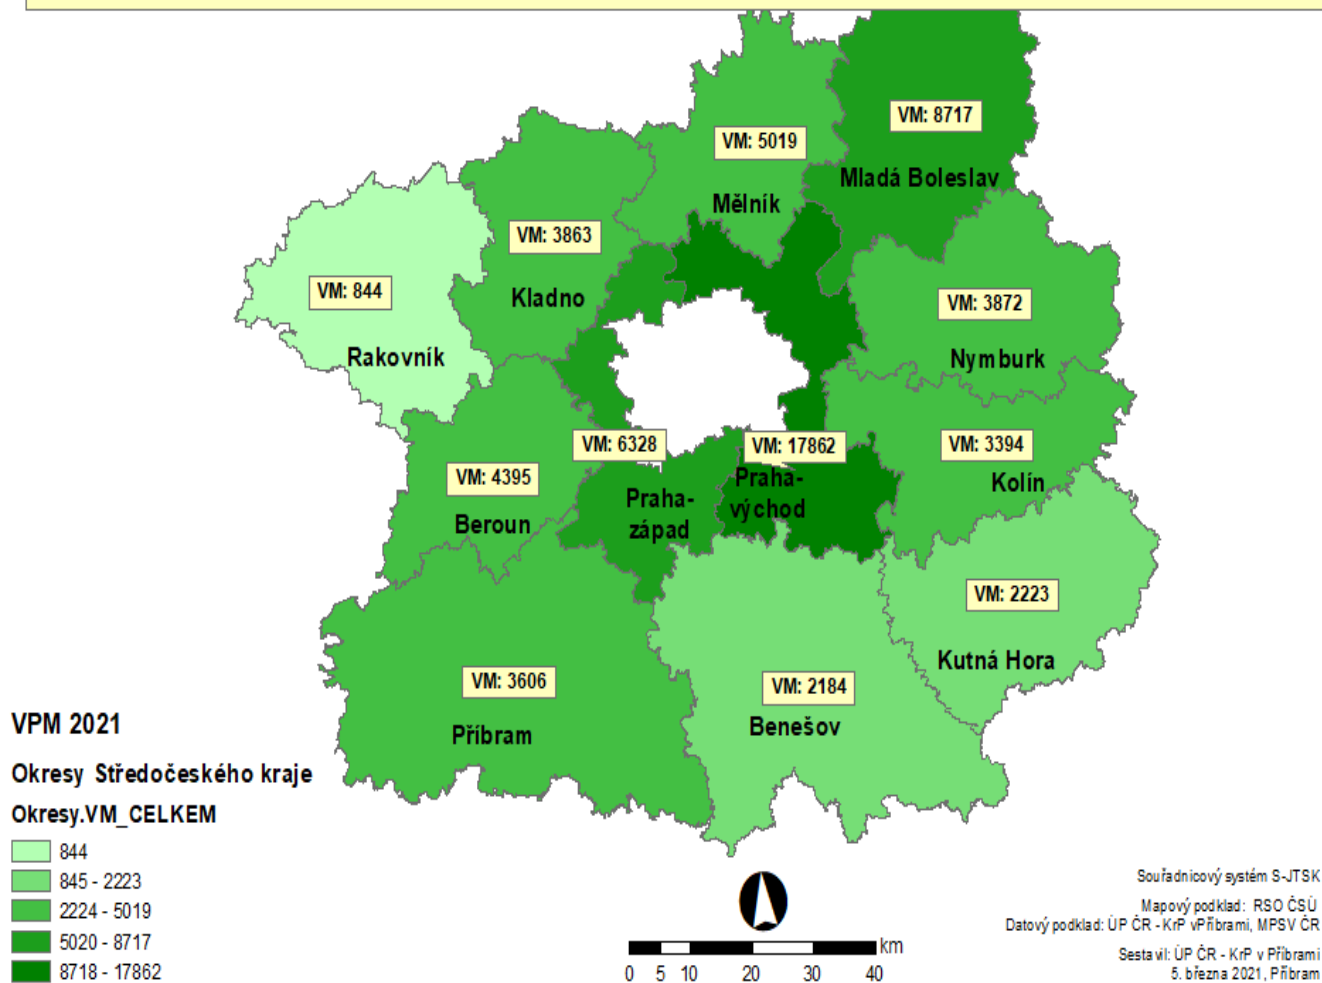 VM: 8717
VM: 5019
Mladá Boleslav
Mělník
VM: 3863
VM: 844
Kladno
VM: 3872
Rakovník
Nymburk
VM: 6328
VM: 17862
VM: 3394
VM: 4395
Praha-
východ
Kolín
Praha-
západ
Beroun
VM: 2223
Kutná Hora
VM: 3606
VM: 2184
Příbram
Benešov
VPM 2021
Okresy Středočeského kraje
Okresy.VM_CELKEM
844
845 - 2223
2224 - 5019
5020 - 8717
8718 - 17862
km
0 5 10 20 30 40
Souřadnicový systém S-JTSK
Mapový podklad: RSO ČSÚ
Datový podklad: ÚP ČR - KrP vPříbrami, MPSV ČR
Sestavil: ÚP ČR - KrP v Příbrami
5. března 2021, Příbram